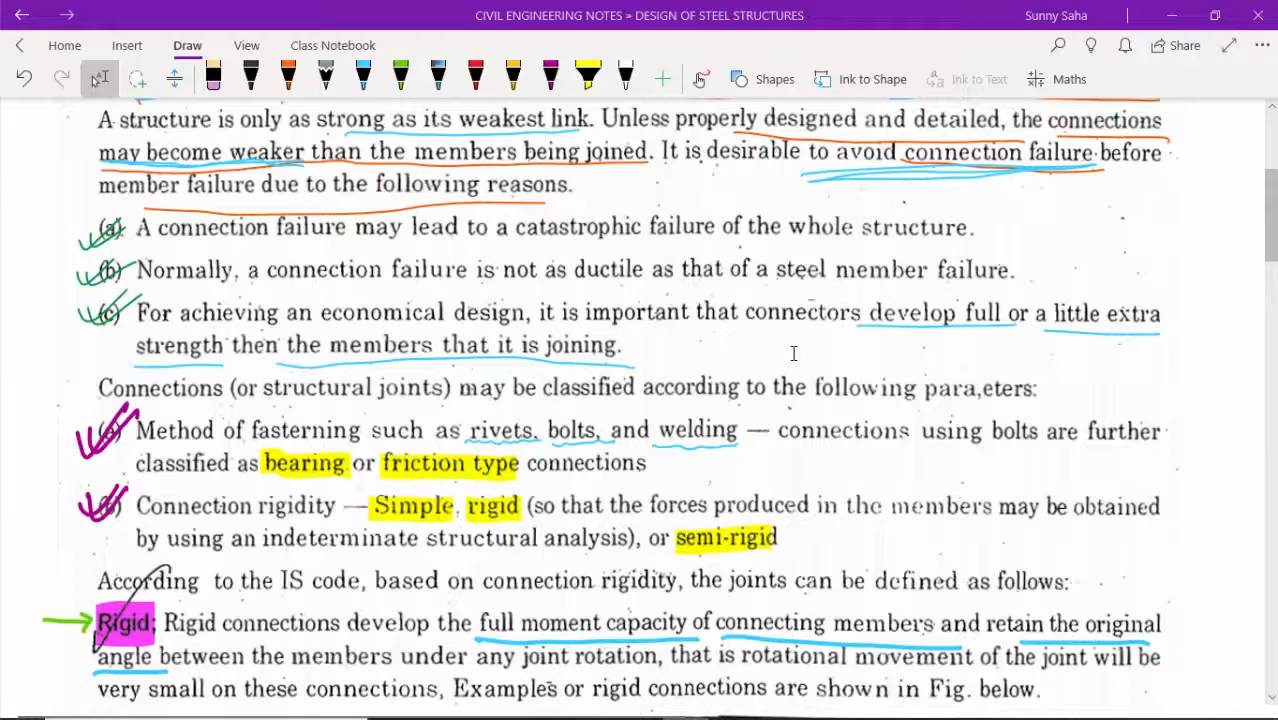 CIVIL ENGINEERING NOTES » DESIGN OF STEEL STRUCTURES
Sunny Saha
Home Insert Draw View Class Notebook
Share
Shapes Ink to Shape Ink to Text Maths
A structure is only as strong as its weakest link. Unless properly designed and detailed, the connections
may become weaker than the members being joined. It is desirable to avoid connection failure before
member failure due to the following reasons.
(a) A connection failure may lead to a catastrophic failure of the whole structure.
(b) Normally, a connection failure is not as ductile as that of a steel member failure.
(c) For achieving an economical design, it is important that connectors develop full or a little extra
strength then the members that it is joining.
Connections (or structural joints) may be classified according to the following para,eters:
Method of fasterning such as rivets, bolts, and welding — connections using bolts are further
classified as bearing or friction type connections
Connection rigidity — Simple, rigid (so that the forces produced in the members may be obtained
by using an indeterminate structural analysis), or semi-rigid
According to the IS code, based on connection rigidity, the joints can be defined as follows:
Rigid: Rigid connections develop the full moment capacity of connecting members and retain the original
angle between the members under any joint rotation, that is rotational movement of the joint will be
very small on these connections, Examples or rigid connections are shown in Fig. below.